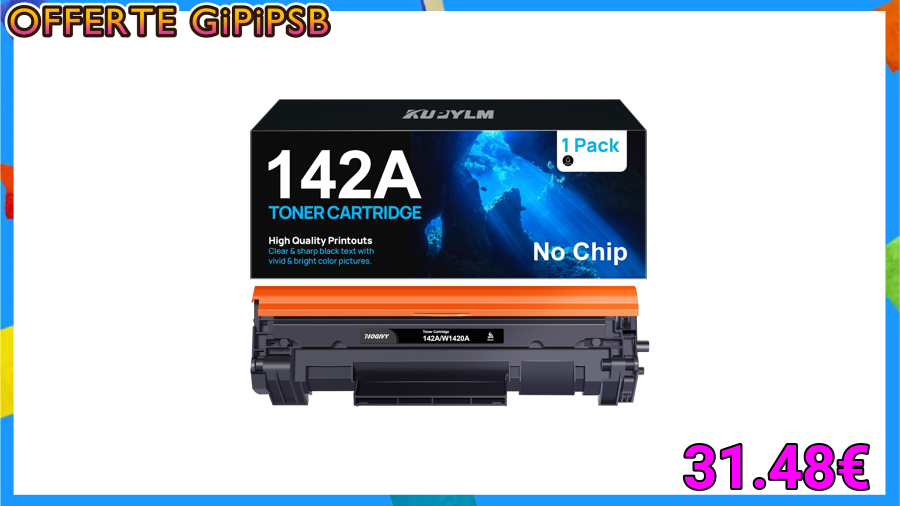 OFFERTE GiPiPSB
KUPYLM
1 Pack
142A
TONER CARTRIDGE
High Quality Printouts
Clear & sharp black text with
vivid & bright color pictures.
No Chip
Toner Cartridge
142A/W1420A
31.48€